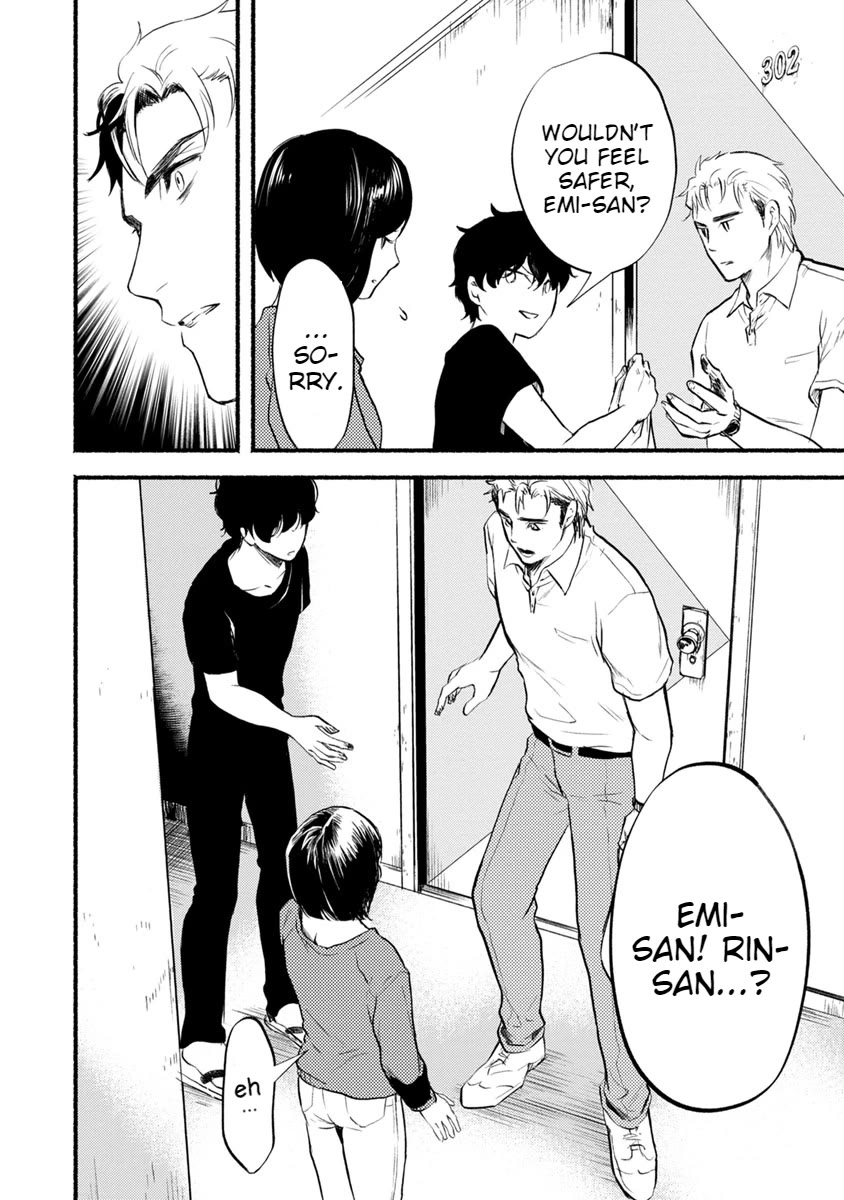 302
WOULDN'T
YOU FEEL
SAFER,
EMI-SAN?
...
SO-
RRY.
EMI-
SAN! RIN-
SAN...?
eh
...